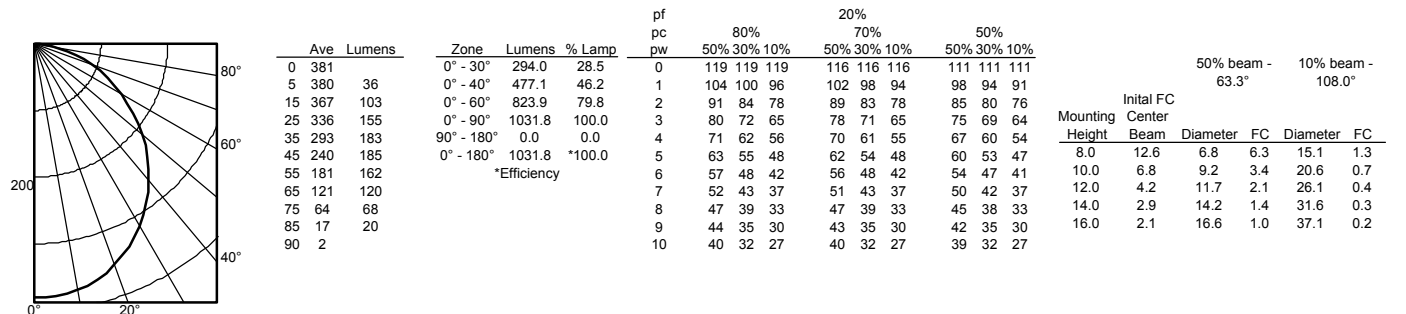 80°
60°
200
40°
0°
20°
Ave Lumens
0 381
5 380 36
15 367 103
25 336 155
35 293 183
45 240 185
55 181 162
65 121 120
75 64 68
85 17 20
90 2
Zone Lumens % Lamp
0° - 30° 294.0 28.5
0° - 40° 477.1 46.2
0° - 60° 823.9 79.8
0° - 90° 1031.8 100.0
90° - 180° 0.0 0.0
0° - 180° 1031.8 *100.0
*Efficiency
pf 20%
pc 80% 70% 50%
pw 50% 30% 10% 50% 30% 10% 50% 30% 10%
0 119 119 119 116 116 116 111 111 111
1 104 100 96 102 98 94 98 94 91
2 91 84 78 89 83 78 85 80 76
3 80 72 65 78 71 65 75 69 64
4 71 62 56 70 61 55 67 60 54
5 63 55 48 62 54 48 60 53 47
6 57 48 42 56 48 42 54 47 41
7 52 43 37 51 43 37 50 42 37
8 47 39 33 47 39 33 45 38 33
9 44 35 30 43 35 30 42 35 30
10 40 32 27 40 32 27 39 32 27
50% beam - 10% beam -
63.3° 108.0°
Inital FC
Mounting Center
Height Beam Diameter FC Diameter FC
8.0 12.6 6.8 6.3 15.1 1.3
10.0 6.8 9.2 3.4 20.6 0.7
12.0 4.2 11.7 2.1 26.1 0.4
14.0 2.9 14.2 1.4 31.6 0.3
16.0 2.1 16.6 1.0 37.1 0.2